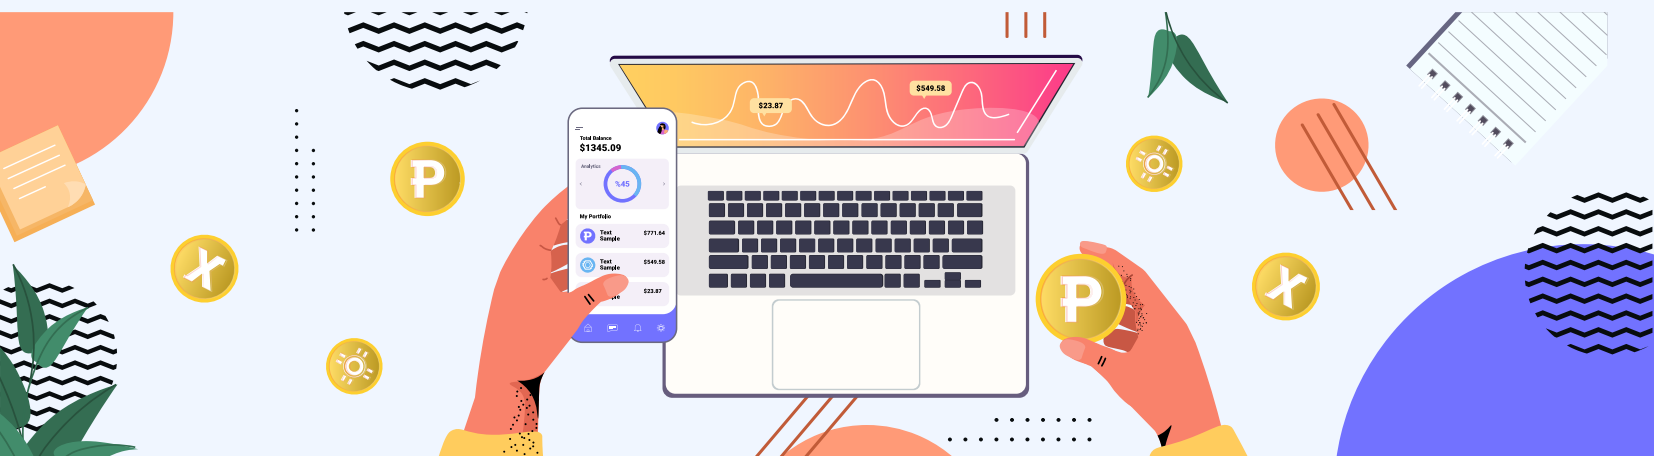 $549.58
$23.87
Total Balance
$1345.09
Analytics
%45
My Portfolio
Text
Sample
$771.64
Text
Sample
$549.58
$23.87